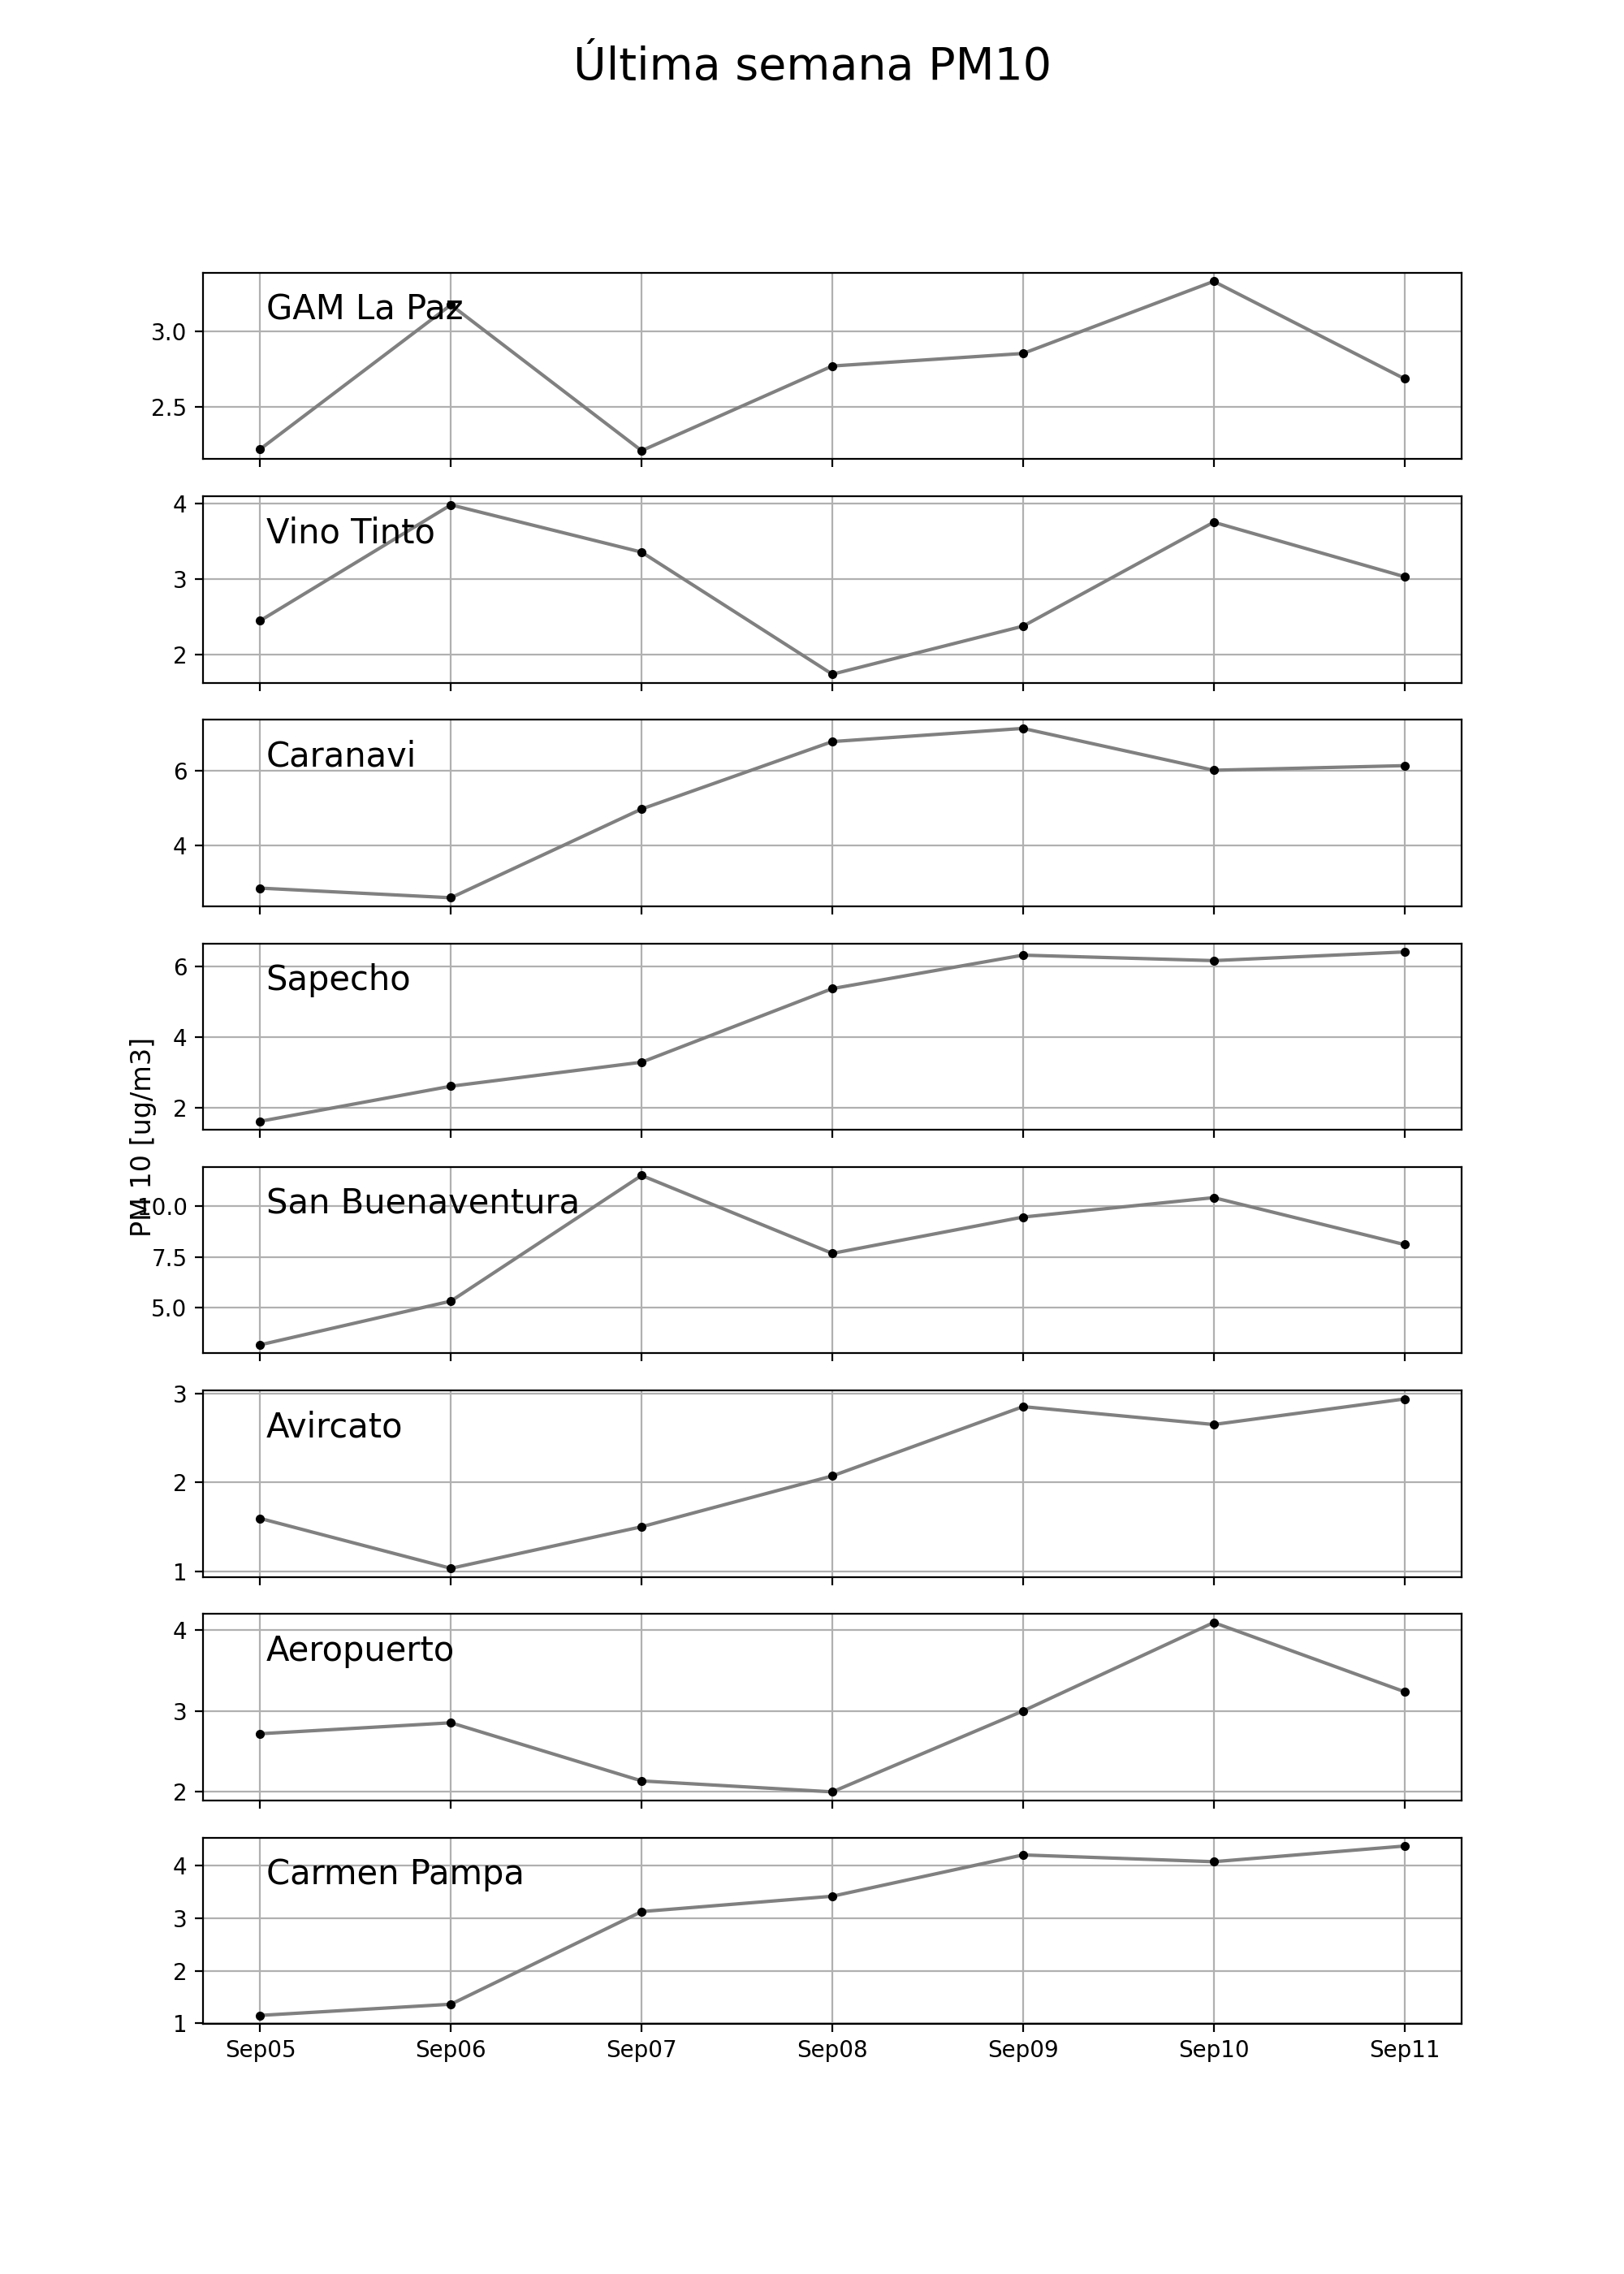 Última semana PM10
GAM La Paz
3.0
2.5
Vino Tinto
4
3
2
Caranavi
6
4
Sapecho
6
4
2
PM 10 [ug/m3]
San Buenaventura
10.0
7.5
5.0
Avircato
3
2
1
Aeropuerto
4
3
2
Carmen Pampa
4
3
2
1
Sep05 Sep06 Sep07 Sep08 Sep09 Sep10 Sep11